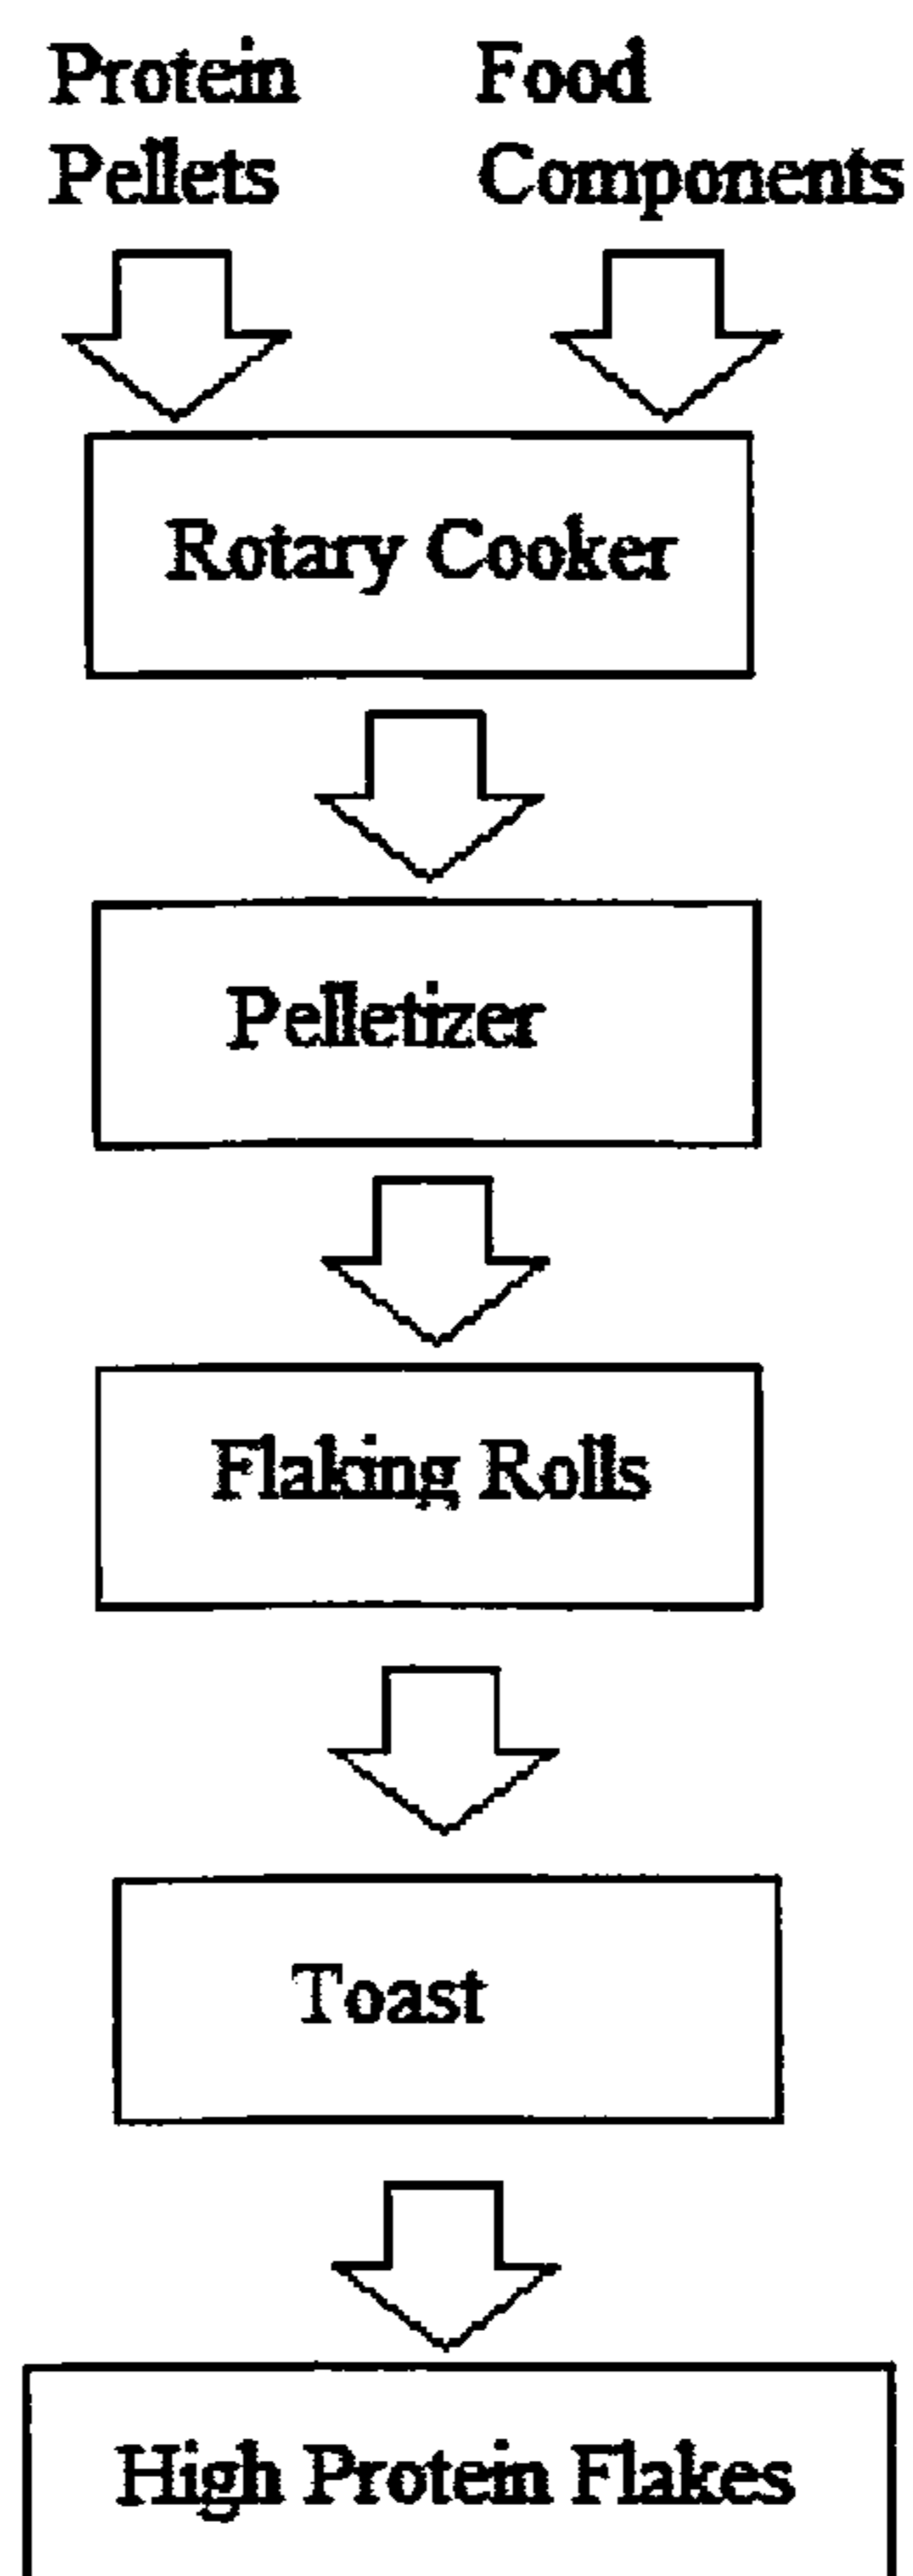 Protein
Pellets
Food
Components
Rotary Cooker
Pelletizer
Flaking Rolls
Toast
High Protein Flakes